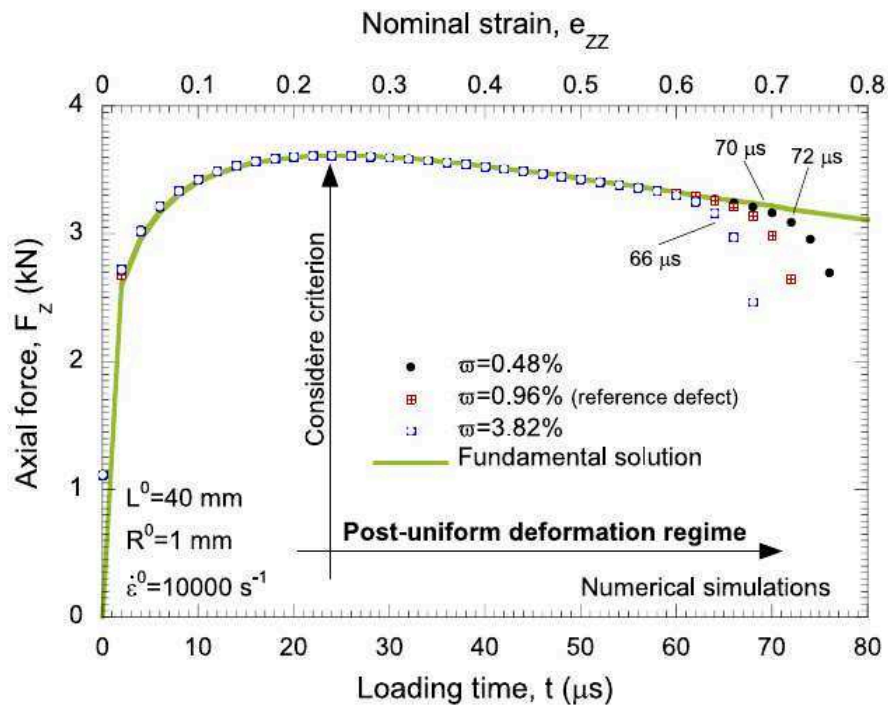 Nominal strain, e_zz
0 0.1 0.2 0.3 0.4 0.5 0.6 0.7 0.8
4
3
2
1
0
Axial force, F_z (kN)
70 μs
72 μs
66 μs
Considère criterion
ϖ=0.48%
ϖ=0.96% (reference defect)
ϖ=3.82%
Fundamental solution
L⁰=40 mm
R⁰=1 mm
ε̇⁰=10000 s⁻¹
Post-uniform deformation regime
Numerical simulations
0 10 20 30 40 50 60 70 80
Loading time, t (μs)